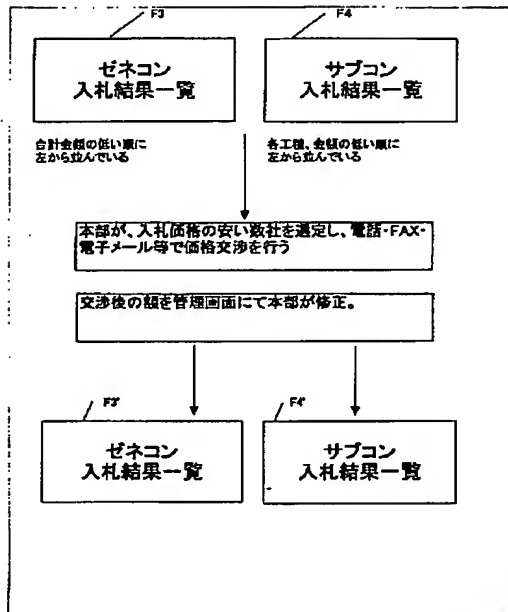 F3
F4
ゼネコン
入札結果一覧
サブコン
入札結果一覧
合計金額の低い順に
左から並んでいる
各工種、金額の低い順に
左から並んでいる
本部が、入札価格の安い数社を選定し、電話・FAX・
電子メール等で価格交渉を行う
交渉後の額を管理画面にて本部が修正。
F3'
F4'
ゼネコン
入札結果一覧
サブコン
入札結果一覧